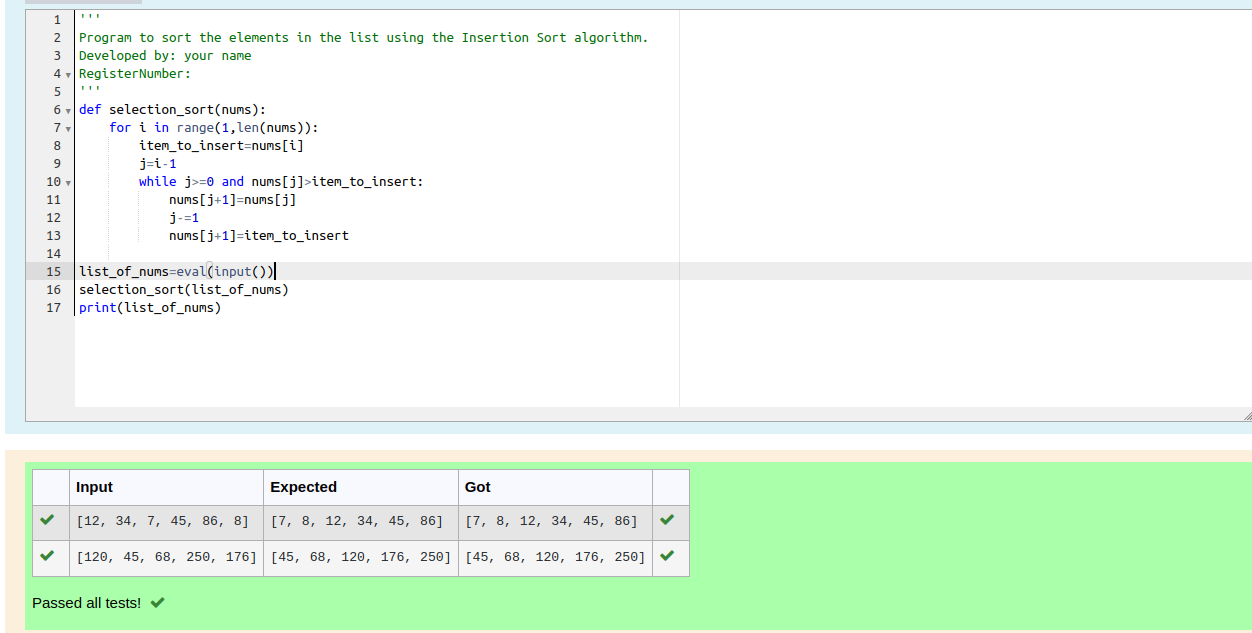 1 '''
2 Program to sort the elements in the list using the Insertion Sort algorithm.
3 Developed by: your name
4 RegisterNumber:
5 '''
6 def selection_sort(nums):
7     for i in range(1,len(nums)):
8         item_to_insert=nums[i]
9         j=i-1
10         while j>=0 and nums[j]>item_to_insert:
11             nums[j+1]=nums[j]
12             j-=1
13             nums[j+1]=item_to_insert
14
15 list_of_nums=eval(input())
16 selection_sort(list_of_nums)
17 print(list_of_nums)
Input Expected Got
[12, 34, 7, 45, 86, 8] [7, 8, 12, 34, 45, 86] [7, 8, 12, 34, 45, 86]
[120, 45, 68, 250, 176] [45, 68, 120, 176, 250] [45, 68, 120, 176, 250]
Passed all tests!